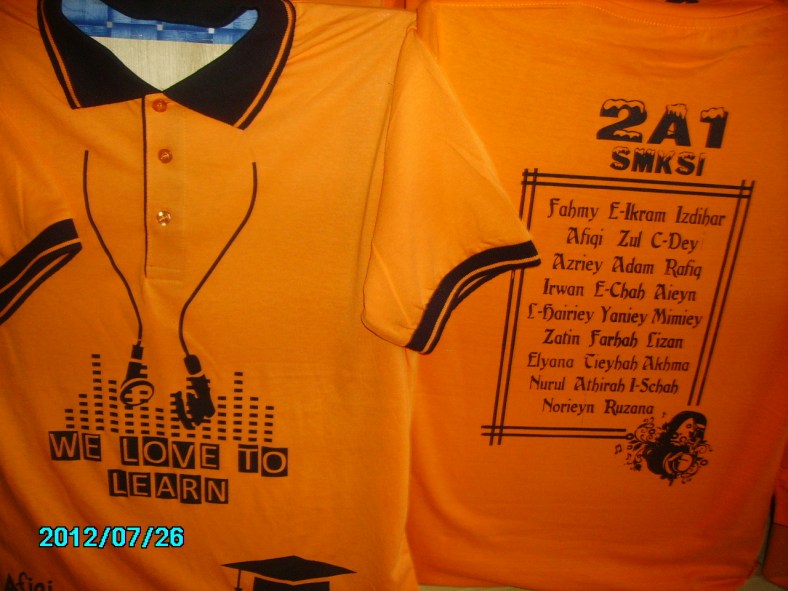 WE LOVE TO
LEARN
Afiqi
2A1
SMKSI
Fahmy E-Ikram Izdihar
Afiqi Zul C-Dey
Azriey Adam Rafiq
Irwan E-Chah Aieyn
L-Hairiey Yaniey Mimiey
Zatin Farhah Lizan
Elyana Tieyhah Akhma
Nurul Athirah I-Schah
Norieyn Ruzana
2012/07/26